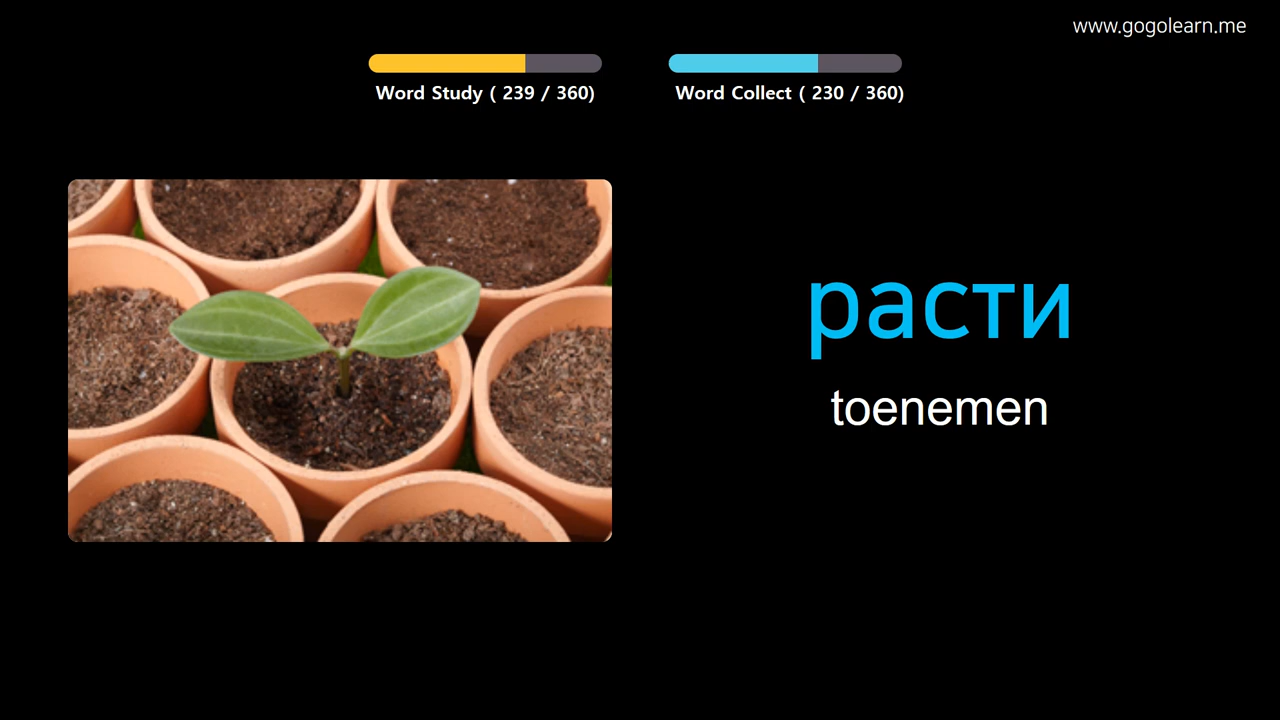 www.gogolearn.me
Word Study ( 239 / 360)
Word Collect ( 230 / 360)
расти
toenemen